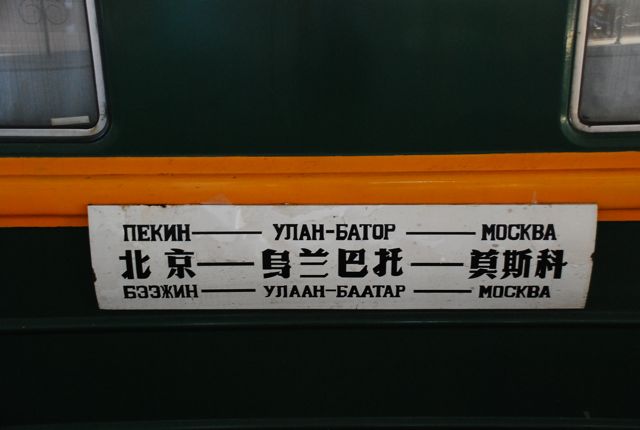 ПЕКИН — УЛАН-БАТОР — МОСКВА
北京—乌兰巴托—莫斯科
БЭЭЖИН — УЛААН-БААТАР — МОСКВА